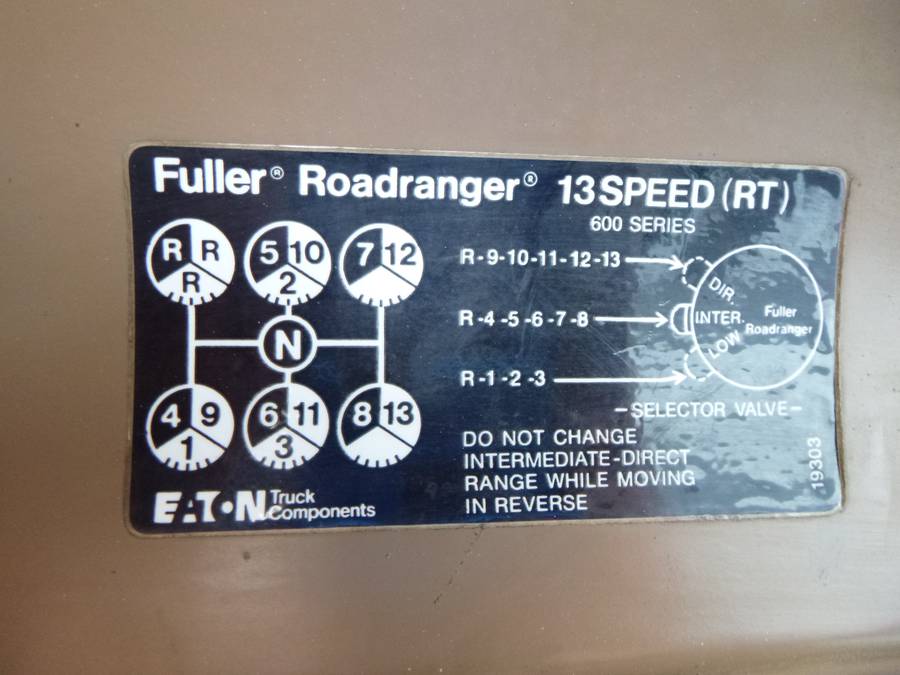 Fuller® Roadranger® 13 SPEED (RT)
600 SERIES
R R
R
5 10
2
7 12
N
4 9
1
6 11
3
8 13
R-9-10-11-12-13
R-4-5-6-7-8
R-1-2-3
DIR.
INTER.
LOW
Fuller
Roadranger
-SELECTOR VALVE-
DO NOT CHANGE
INTERMEDIATE-DIRECT
RANGE WHILE MOVING
IN REVERSE
19303
EATON Truck
Components